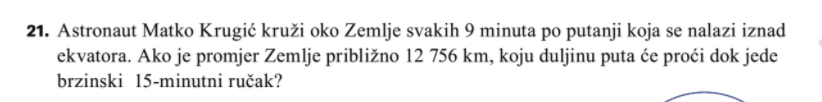 21. Astronaut Matko Krugić kruži oko Zemlje svakih 9 minuta po putanji koja se nalazi iznad
ekvatora. Ako je promjer Zemlje približno 12 756 km, koju duljinu puta će proći dok jede
brzinski 15-minutni ručak?